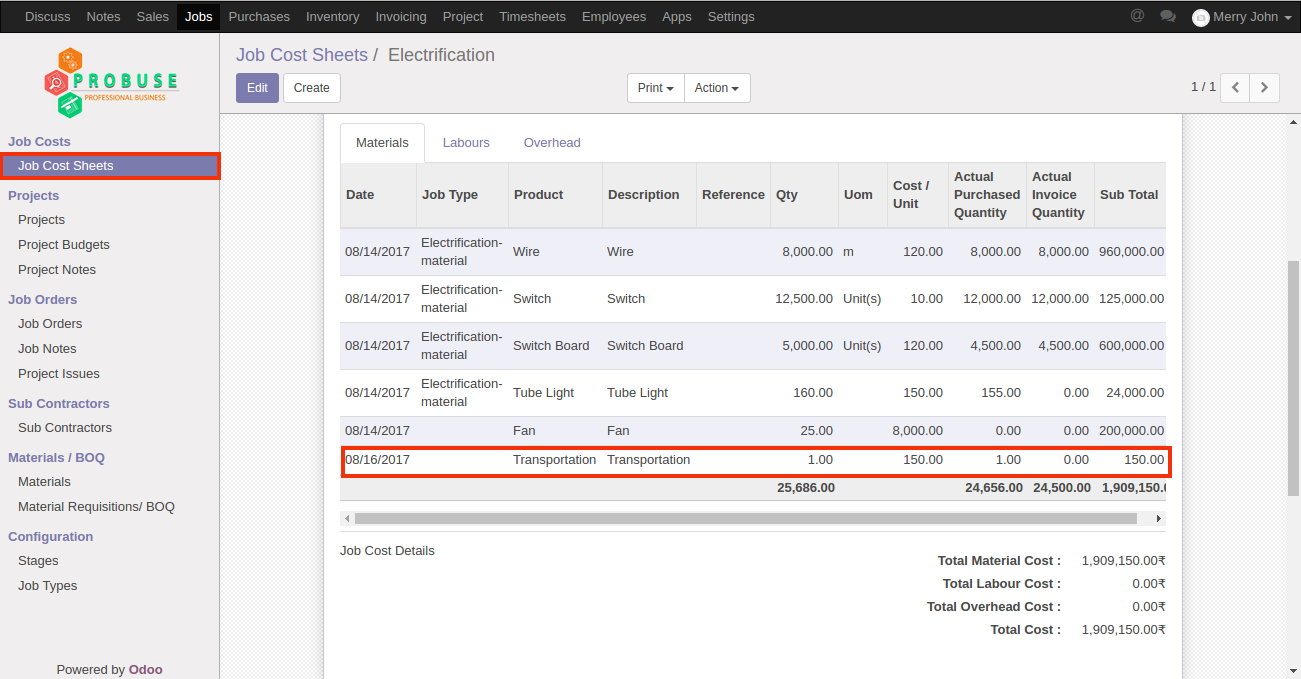 Discuss Notes Sales Jobs Purchases Inventory Invoicing Project Timesheets Employees Apps Settings @ Merry John
PROBUSE
PROFESSIONAL BUSINESS
Job Costs
Job Cost Sheets
Projects
Projects
Project Budgets
Project Notes
Job Orders
Job Orders
Job Notes
Project Issues
Sub Contractors
Sub Contractors
Materials / BOQ
Materials
Material Requisitions/ BOQ
Configuration
Stages
Job Types
Powered by Odoo
Job Cost Sheets / Electrification
Edit Create Print Action 1 / 1
Materials Labours Overhead
Date Job Type Product Description Reference Qty Uom Cost / Unit Actual Purchased Quantity Actual Invoice Quantity Sub Total
08/14/2017 Electrification-material Wire Wire 8,000.00 m 120.00 8,000.00 8,000.00 960,000.00
08/14/2017 Electrification-material Switch Switch 12,500.00 Unit(s) 10.00 12,000.00 12,000.00 125,000.00
08/14/2017 Electrification-material Switch Board Switch Board 5,000.00 Unit(s) 120.00 4,500.00 4,500.00 600,000.00
08/14/2017 Electrification-material Tube Light Tube Light 160.00 150.00 155.00 0.00 24,000.00
08/14/2017 Fan Fan 25.00 8,000.00 0.00 0.00 200,000.00
08/16/2017 Transportation Transportation 1.00 150.00 1.00 0.00 150.00
25,686.00 24,656.00 24,500.00 1,909,150.0
Job Cost Details
Total Material Cost : 1,909,150.00₹
Total Labour Cost : 0.00₹
Total Overhead Cost : 0.00₹
Total Cost : 1,909,150.00₹